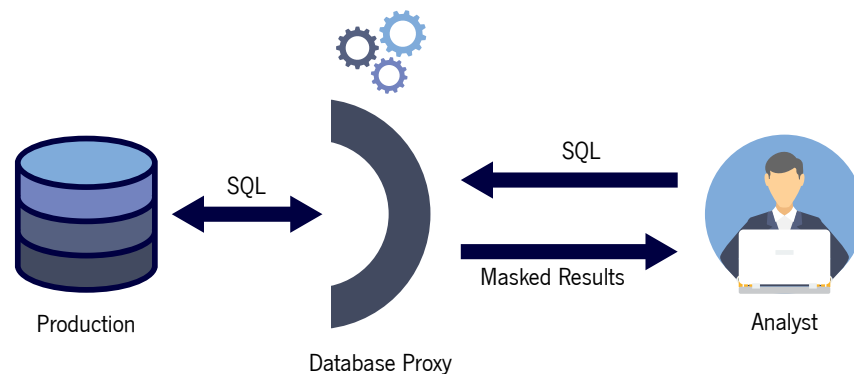 SQL
SQL
Masked Results
Production
Analyst
Database Proxy